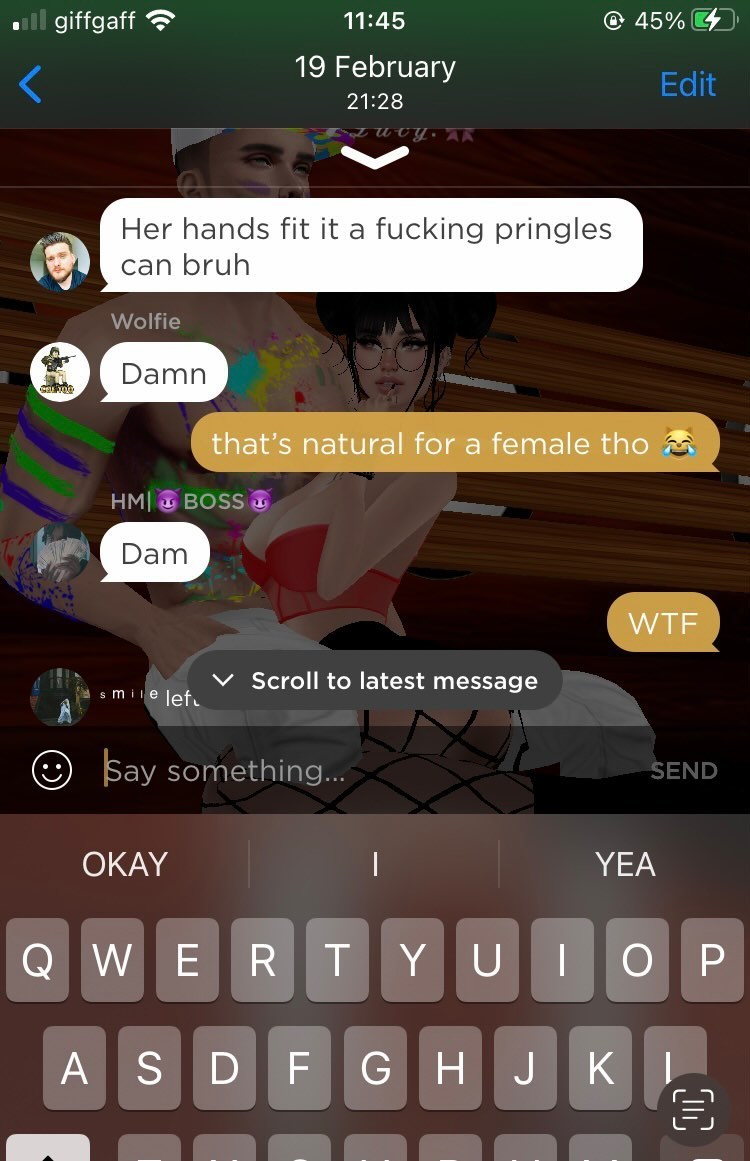 giffgaff
11:45
45%
19 February
21:28
Edit
Lucy.
Her hands fit it a fucking pringles
can bruh
Wolfie
Damn
that's natural for a female tho 😹
HM|😈BOSS😈
Dam
WTF
ˢ ᵐ ⁱ ˡ ᵉ left
Scroll to latest message
Say something...
SEND
OKAY
I
YEA
Q W E R T Y U I O P
A S D F G H J K L